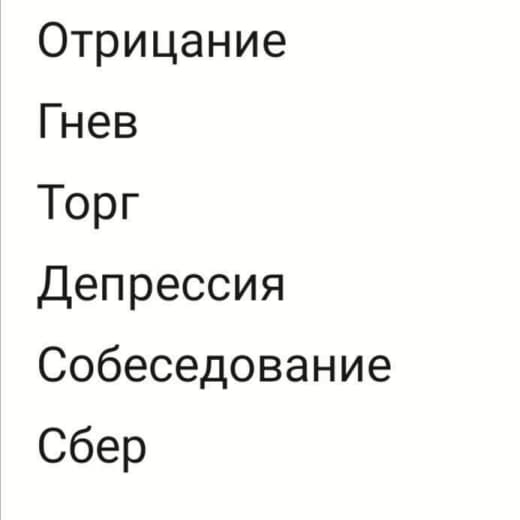 Отрицание
Гнев
Торг
Депрессия
Собеседование
Сбер